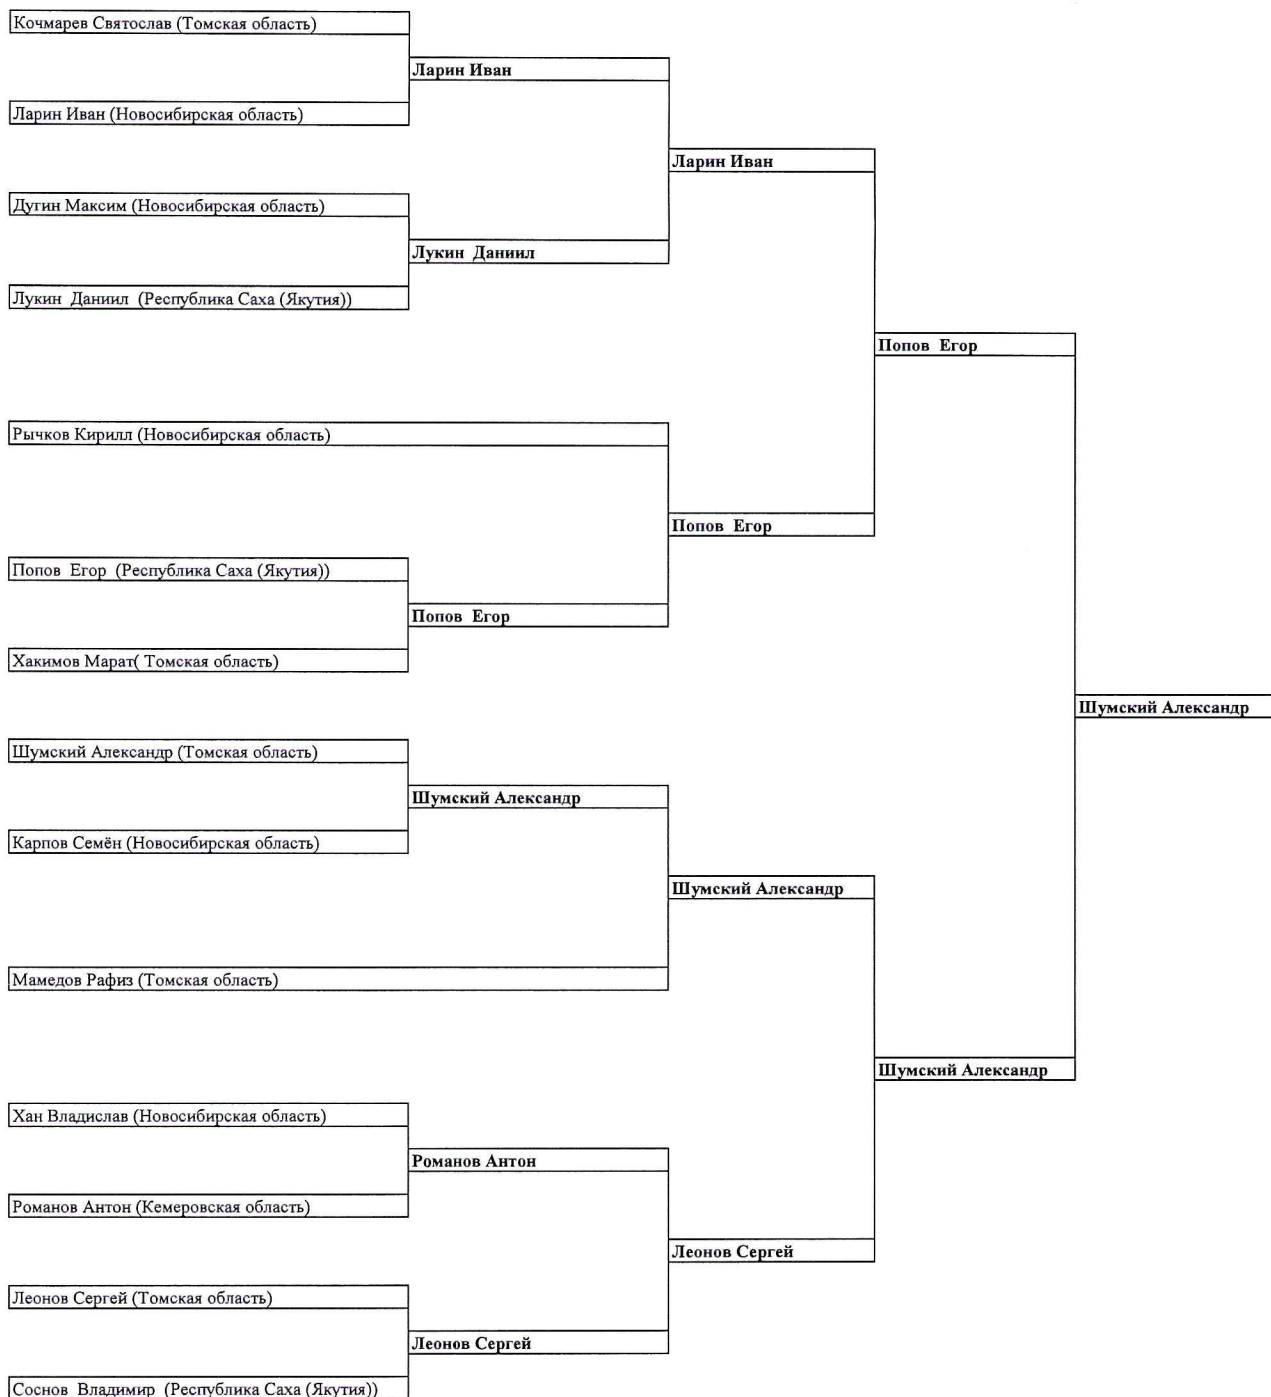 Кочмарев Святослав (Томская область)
Ларин Иван
Ларин Иван (Новосибирская область)
Ларин Иван
Дугин Максим (Новосибирская область)
Лукин  Даниил
Лукин  Даниил  (Республика Саха (Якутия))
Попов  Егор
Рычков Кирилл (Новосибирская область)
Попов  Егор
Попов  Егор  (Республика Саха (Якутия))
Попов  Егор
Хакимов Марат( Томская область)
Шумский Александр
Шумский Александр (Томская область)
Шумский Александр
Карпов Семён (Новосибирская область)
Шумский Александр
Мамедов Рафиз (Томская область)
Шумский Александр
Хан Владислав (Новосибирская область)
Романов Антон
Романов Антон (Кемеровская область)
Леонов Сергей
Леонов Сергей (Томская область)
Леонов Сергей
Соснов  Владимир  (Республика Саха (Якутия))